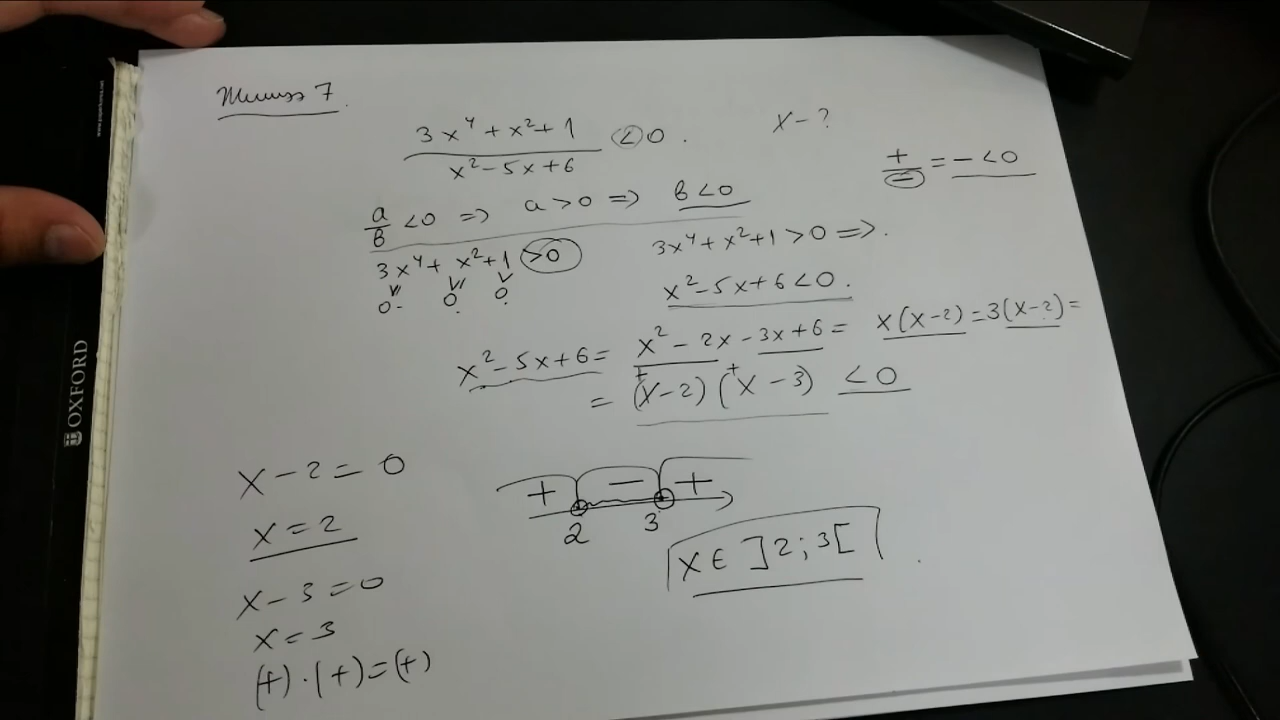 7.
3x⁴ + x² + 1 / x² - 5x + 6 < 0. x - ?
+ / - = - < 0
a / b < 0 => a > 0 => b < 0
3x⁴ + x² + 1 > 0
0 0 0
3x⁴ + x² + 1 > 0 =>.
x² - 5x + 6 < 0.
x² - 5x + 6 = x² - 2x - 3x + 6 = x(x - 2) = 3(x - 2) =
= (x - 2)(x - 3) < 0
+ +
x - 2 = 0
x = 2
x - 3 = 0
x = 3
(+) · (+) = (+)
+ - +
2 3
x ∈ ]2; 3[
OXFORD